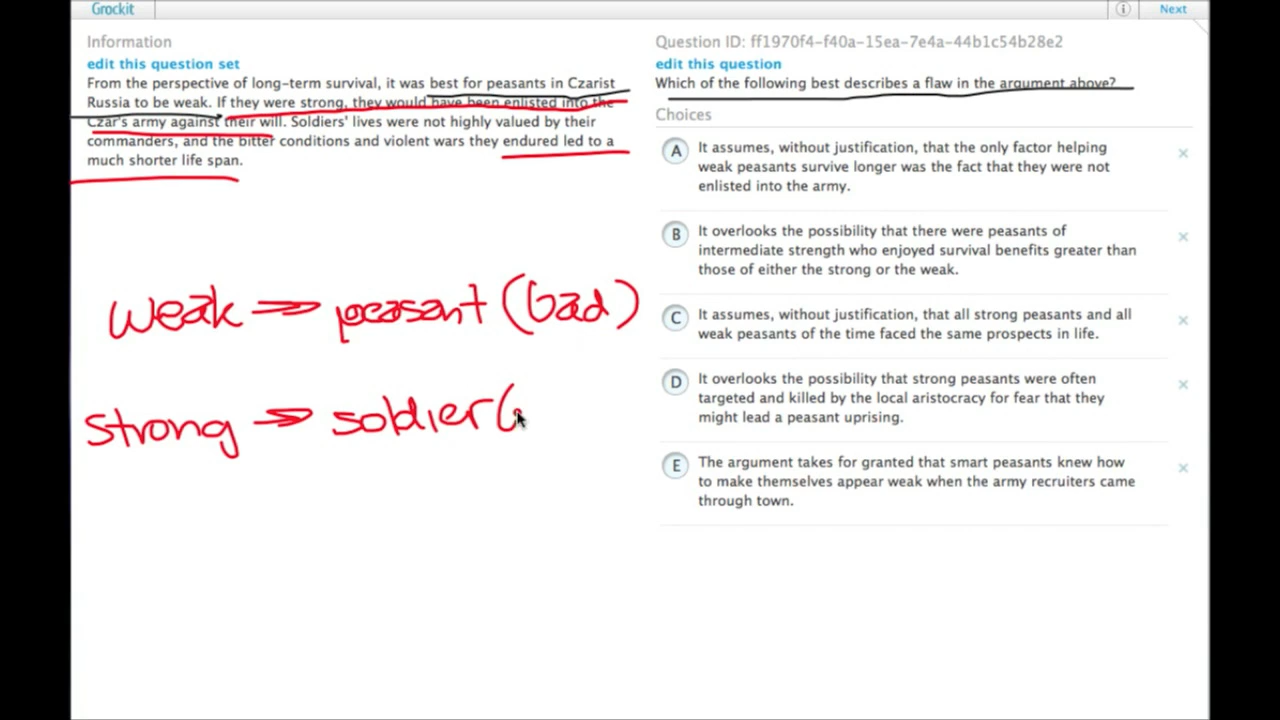 Grockit
Next
Information
edit this question set
From the perspective of long-term survival, it was best for peasants in Czarist
Russia to be weak. If they were strong, they would have been enlisted into the
Czar's army against their will. Soldiers' lives were not highly valued by their
commanders, and the bitter conditions and violent wars they endured led to a
much shorter life span.
weak → peasant (bad)
strong → soldier (
Question ID: ff1970f4-f40a-15ea-7e4a-44b1c54b28e2
edit this question
Which of the following best describes a flaw in the argument above?
Choices
A It assumes, without justification, that the only factor helping
weak peasants survive longer was the fact that they were not
enlisted into the army.
B It overlooks the possibility that there were peasants of
intermediate strength who enjoyed survival benefits greater than
those of either the strong or the weak.
C It assumes, without justification, that all strong peasants and all
weak peasants of the time faced the same prospects in life.
D It overlooks the possibility that strong peasants were often
targeted and killed by the local aristocracy for fear that they
might lead a peasant uprising.
E The argument takes for granted that smart peasants knew how
to make themselves appear weak when the army recruiters came
through town.